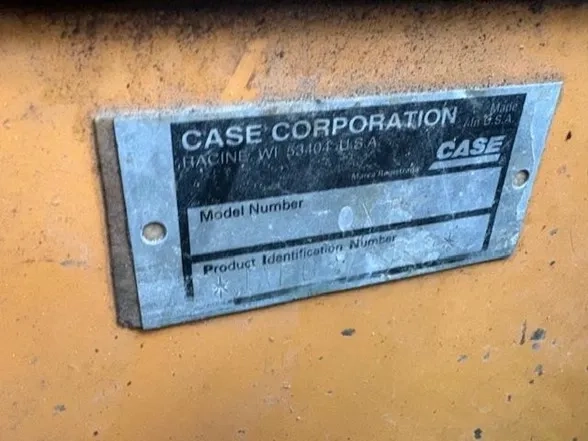 CASE CORPORATION
RACINE, WI 53404 U.S.A.
Made
in U.S.A.
CASE
Marca Registrada
Model Number
Product Identification Number